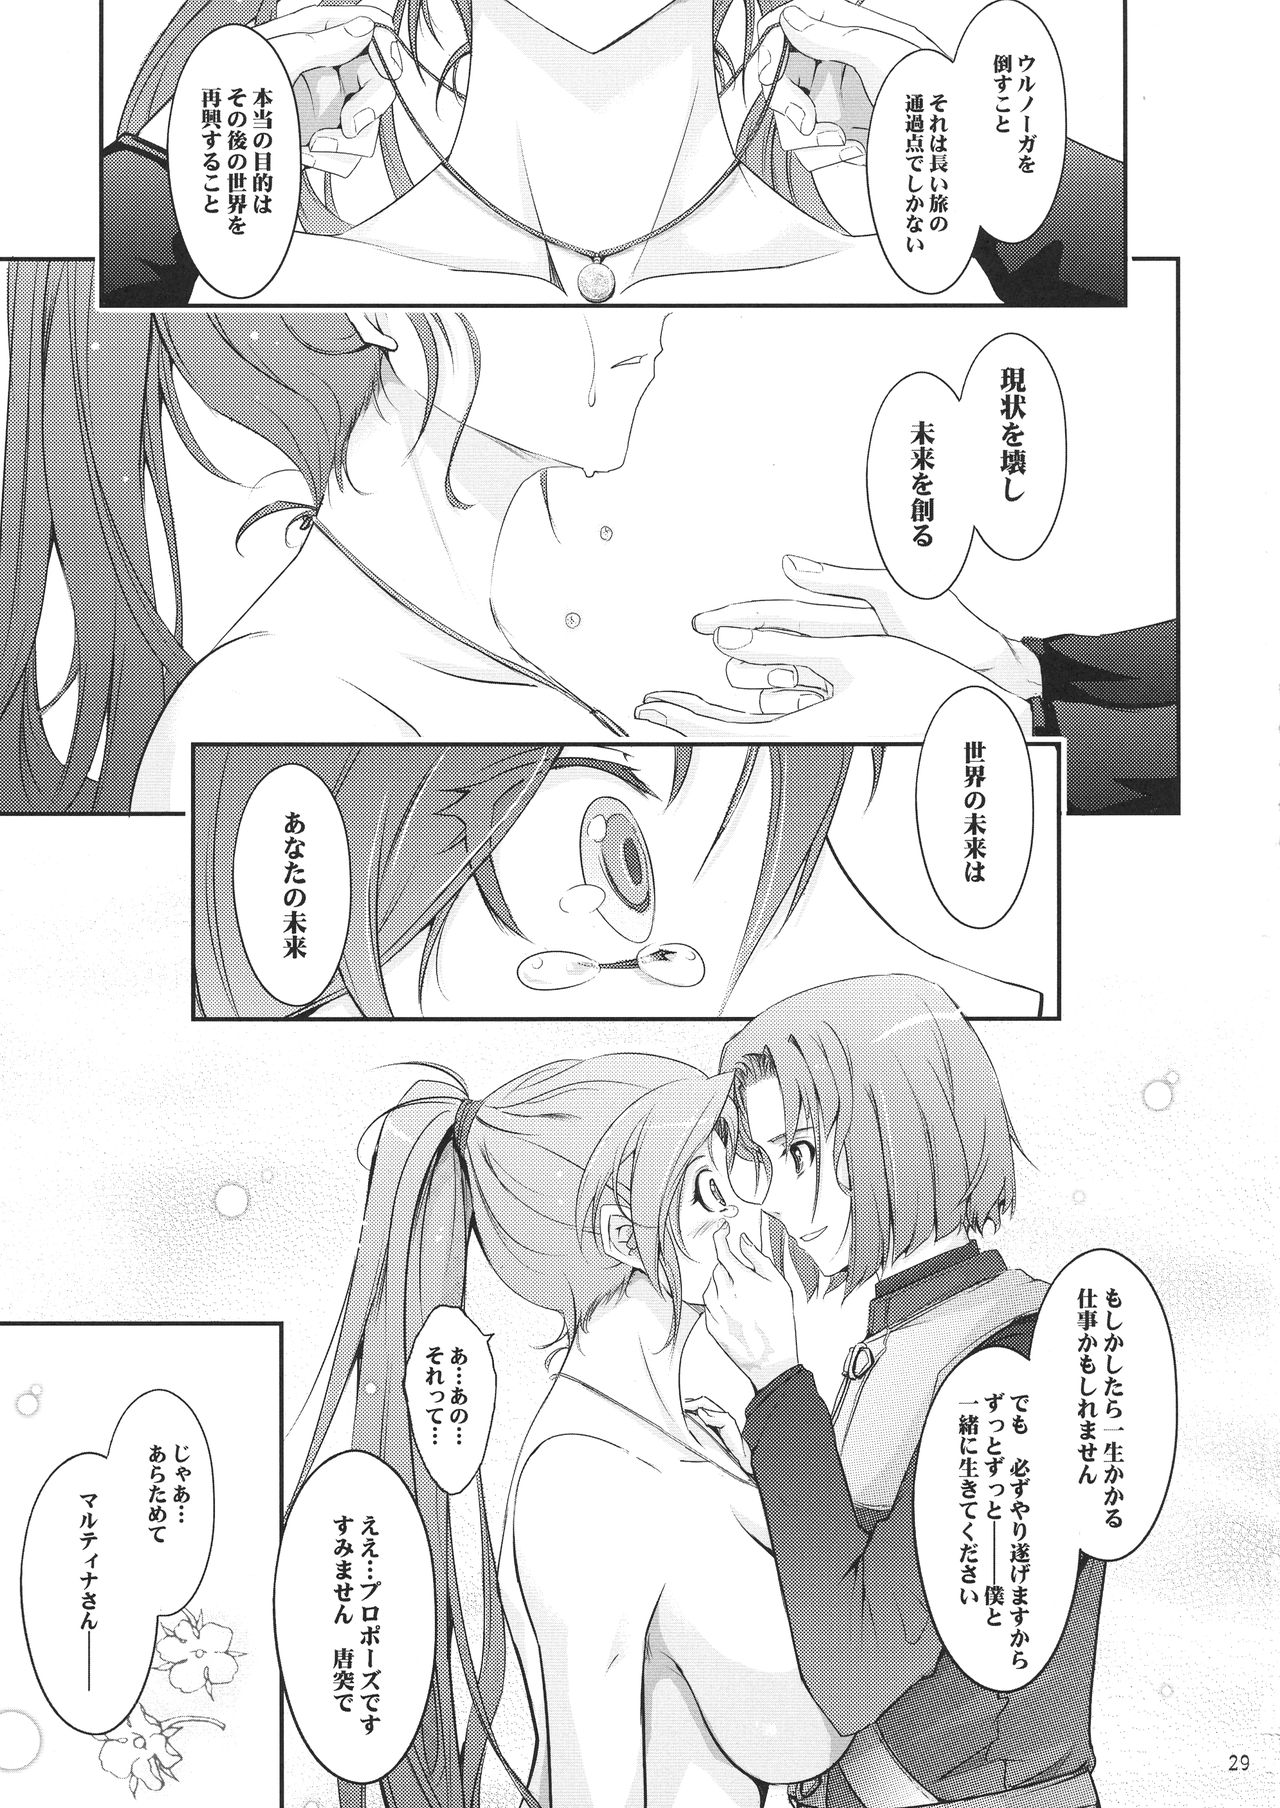 ウルノーガを
倒すこと
それは長い旅の
通過点でしかない
本当の目的は
その後の世界を
再興すること
現状を壊し
未来を創る
世界の未来は
あなたの未来
もしかしたら一生かかる
仕事かもしれません
でも 必ずやり遂げますから
ずっとずっと──僕と
一緒に生きてください
あ…あの…
それって…
ええ…プロポーズです
すみません 唐突で
じゃあ…
あらためて
マルティナさん──
29